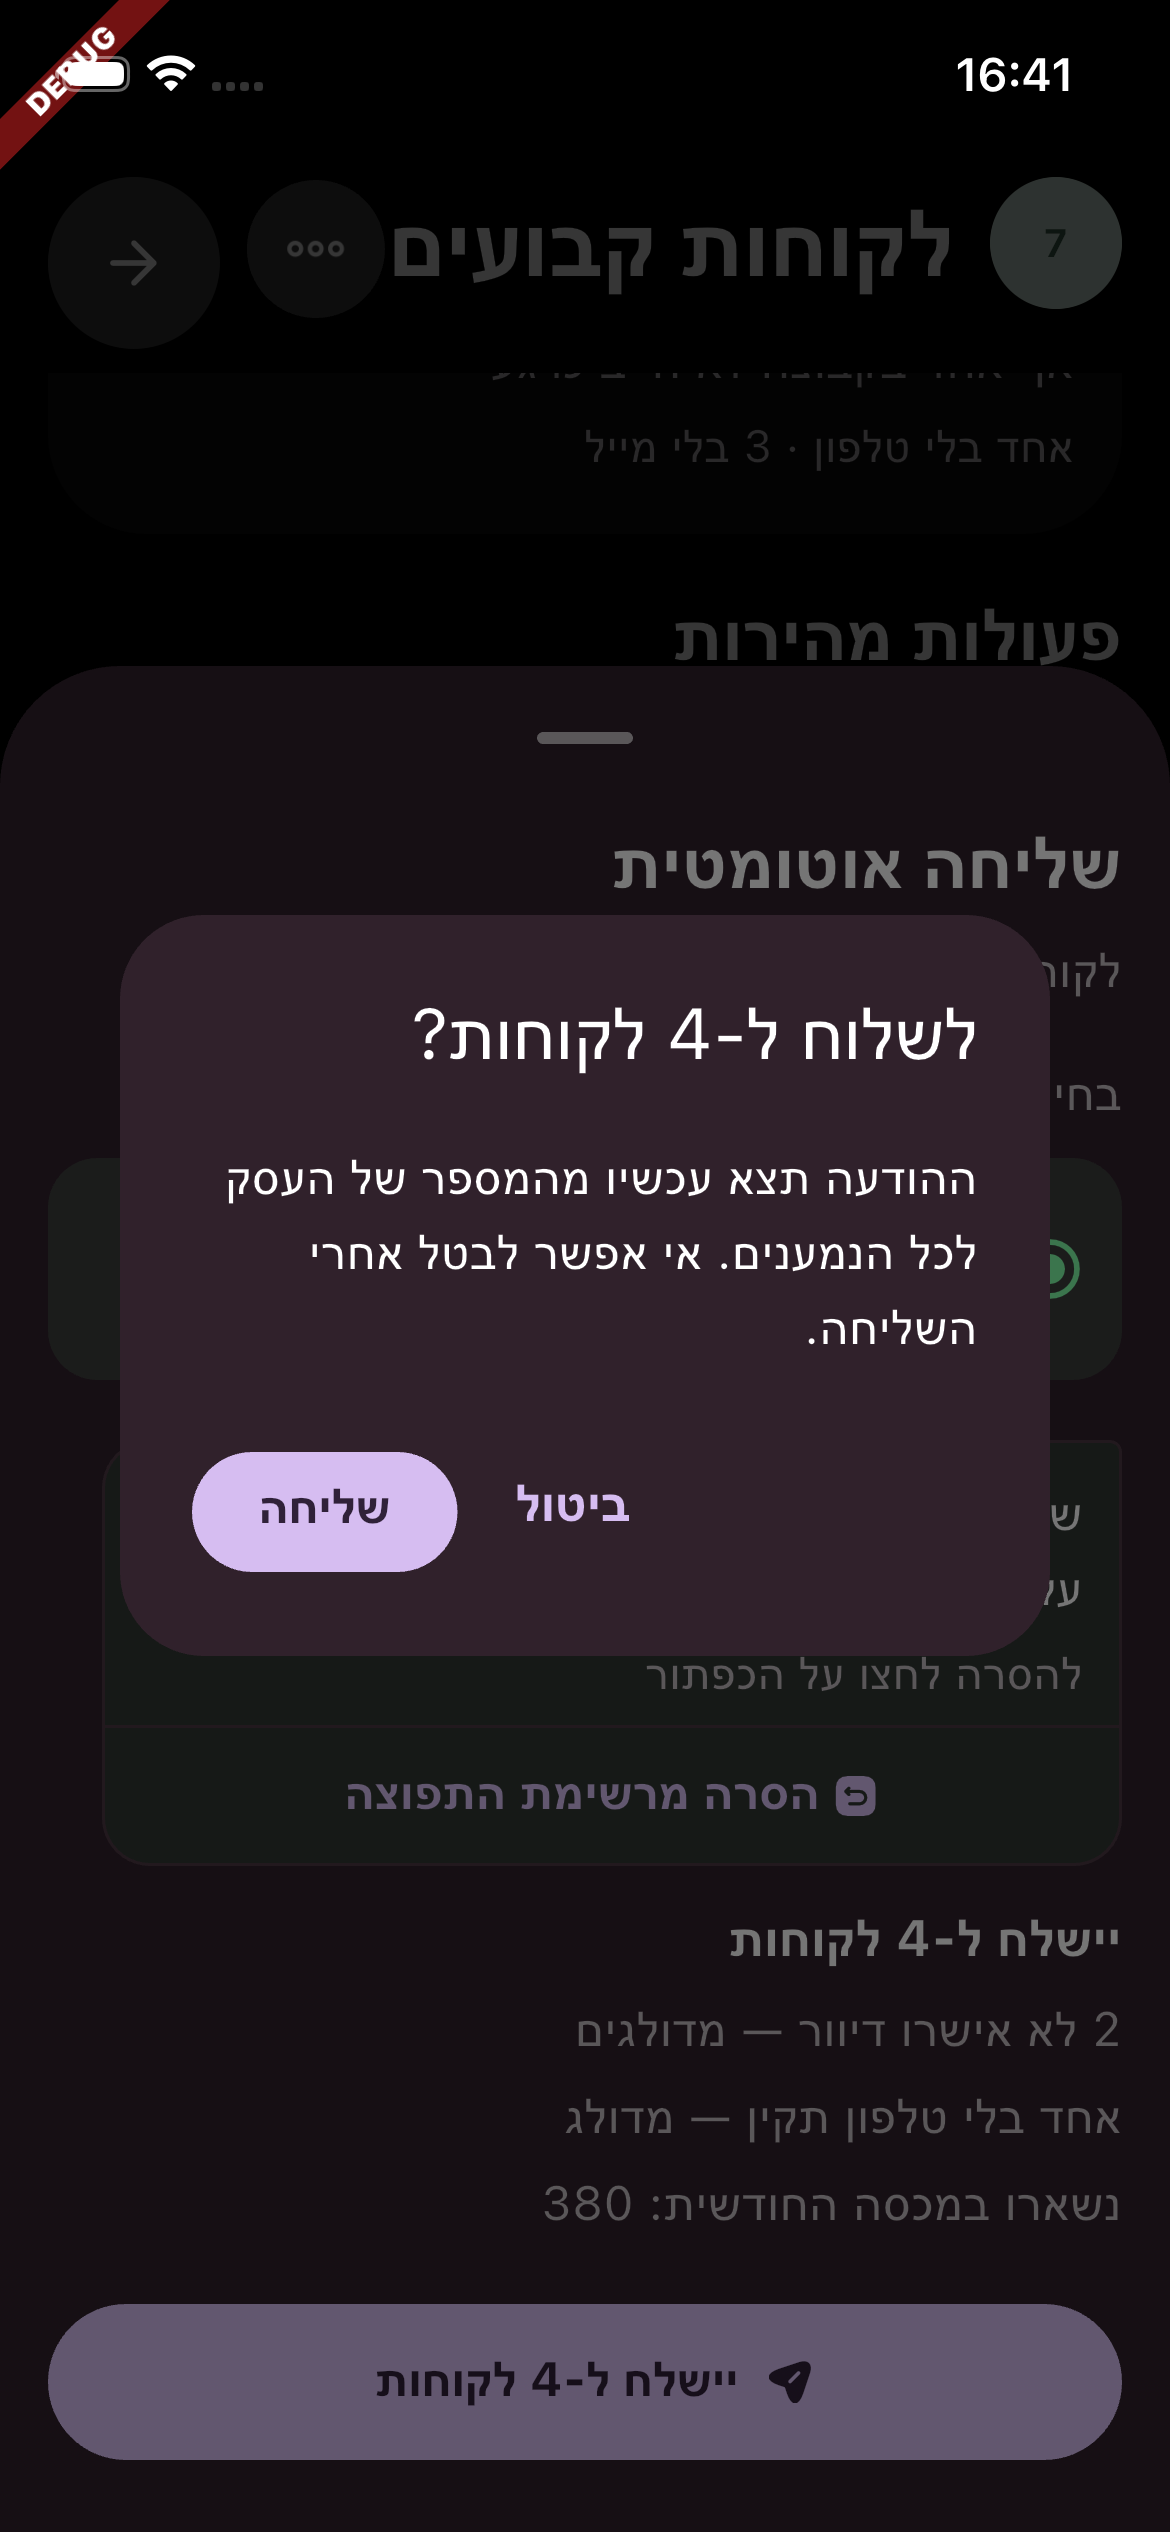 DEBUG
16:41
7
לקוחות קבועים
אחד בלי טלפון · 3 בלי מייל
פעולות מהירות
שליחה אוטומטית
לשלוח ל-4 לקוחות?
ההודעה תצא עכשיו מהמספר של העסק
לכל הנמענים. אי אפשר לבטל אחרי
השליחה.
ביטול
שליחה
להסרה לחצו על הכפתור
הסרה מרשימת התפוצה
יישלח ל-4 לקוחות
2 לא אישרו דיוור — מדולגים
אחד בלי טלפון תקין — מדולג
נשארו במכסה החודשית: 380
יישלח ל-4 לקוחות